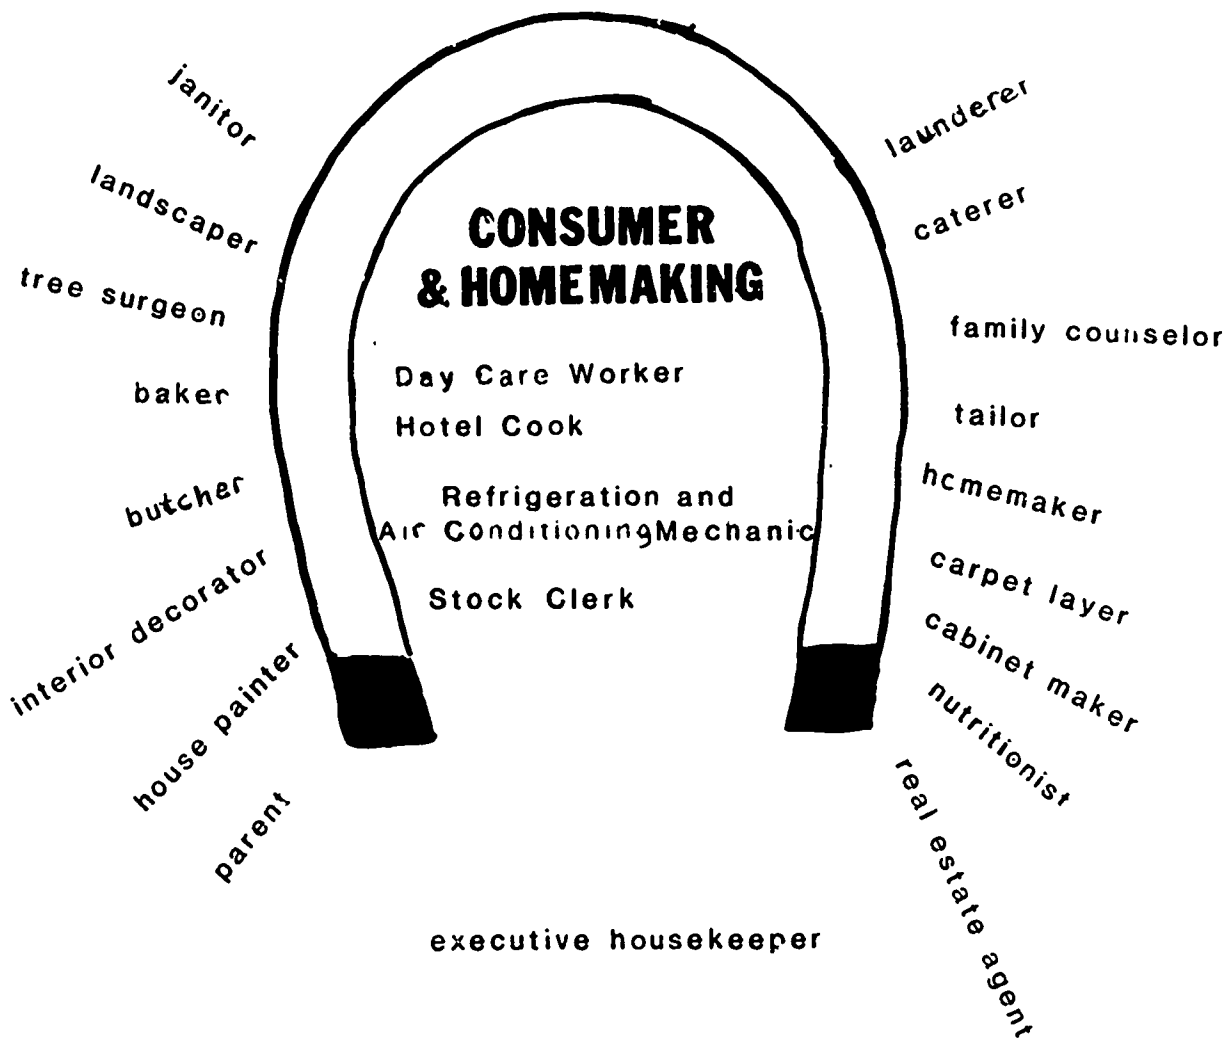 CONSUMER
& HOMEMAKING
Day Care Worker
Hotel Cook
Refrigeration and
Air Conditioning Mechanic
Stock Clerk
janitor
landscaper
tree surgeon
baker
butcher
interior decorator
house painter
parent
launderer
caterer
family counselor
tailor
homemaker
carpet layer
cabinet maker
nutritionist
real estate agent
executive housekeeper